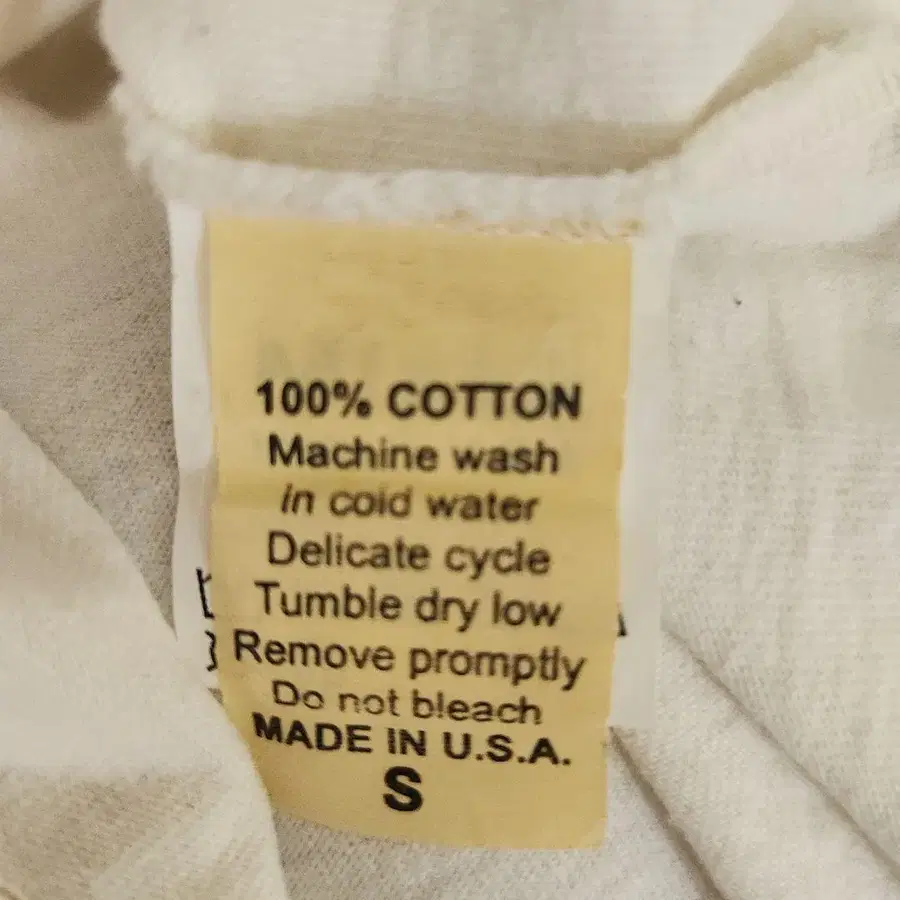 100% COTTON
Machine wash
in cold water
Delicate cycle
Tumble dry low
Remove promptly
Do not bleach
MADE IN U.S.A.
S